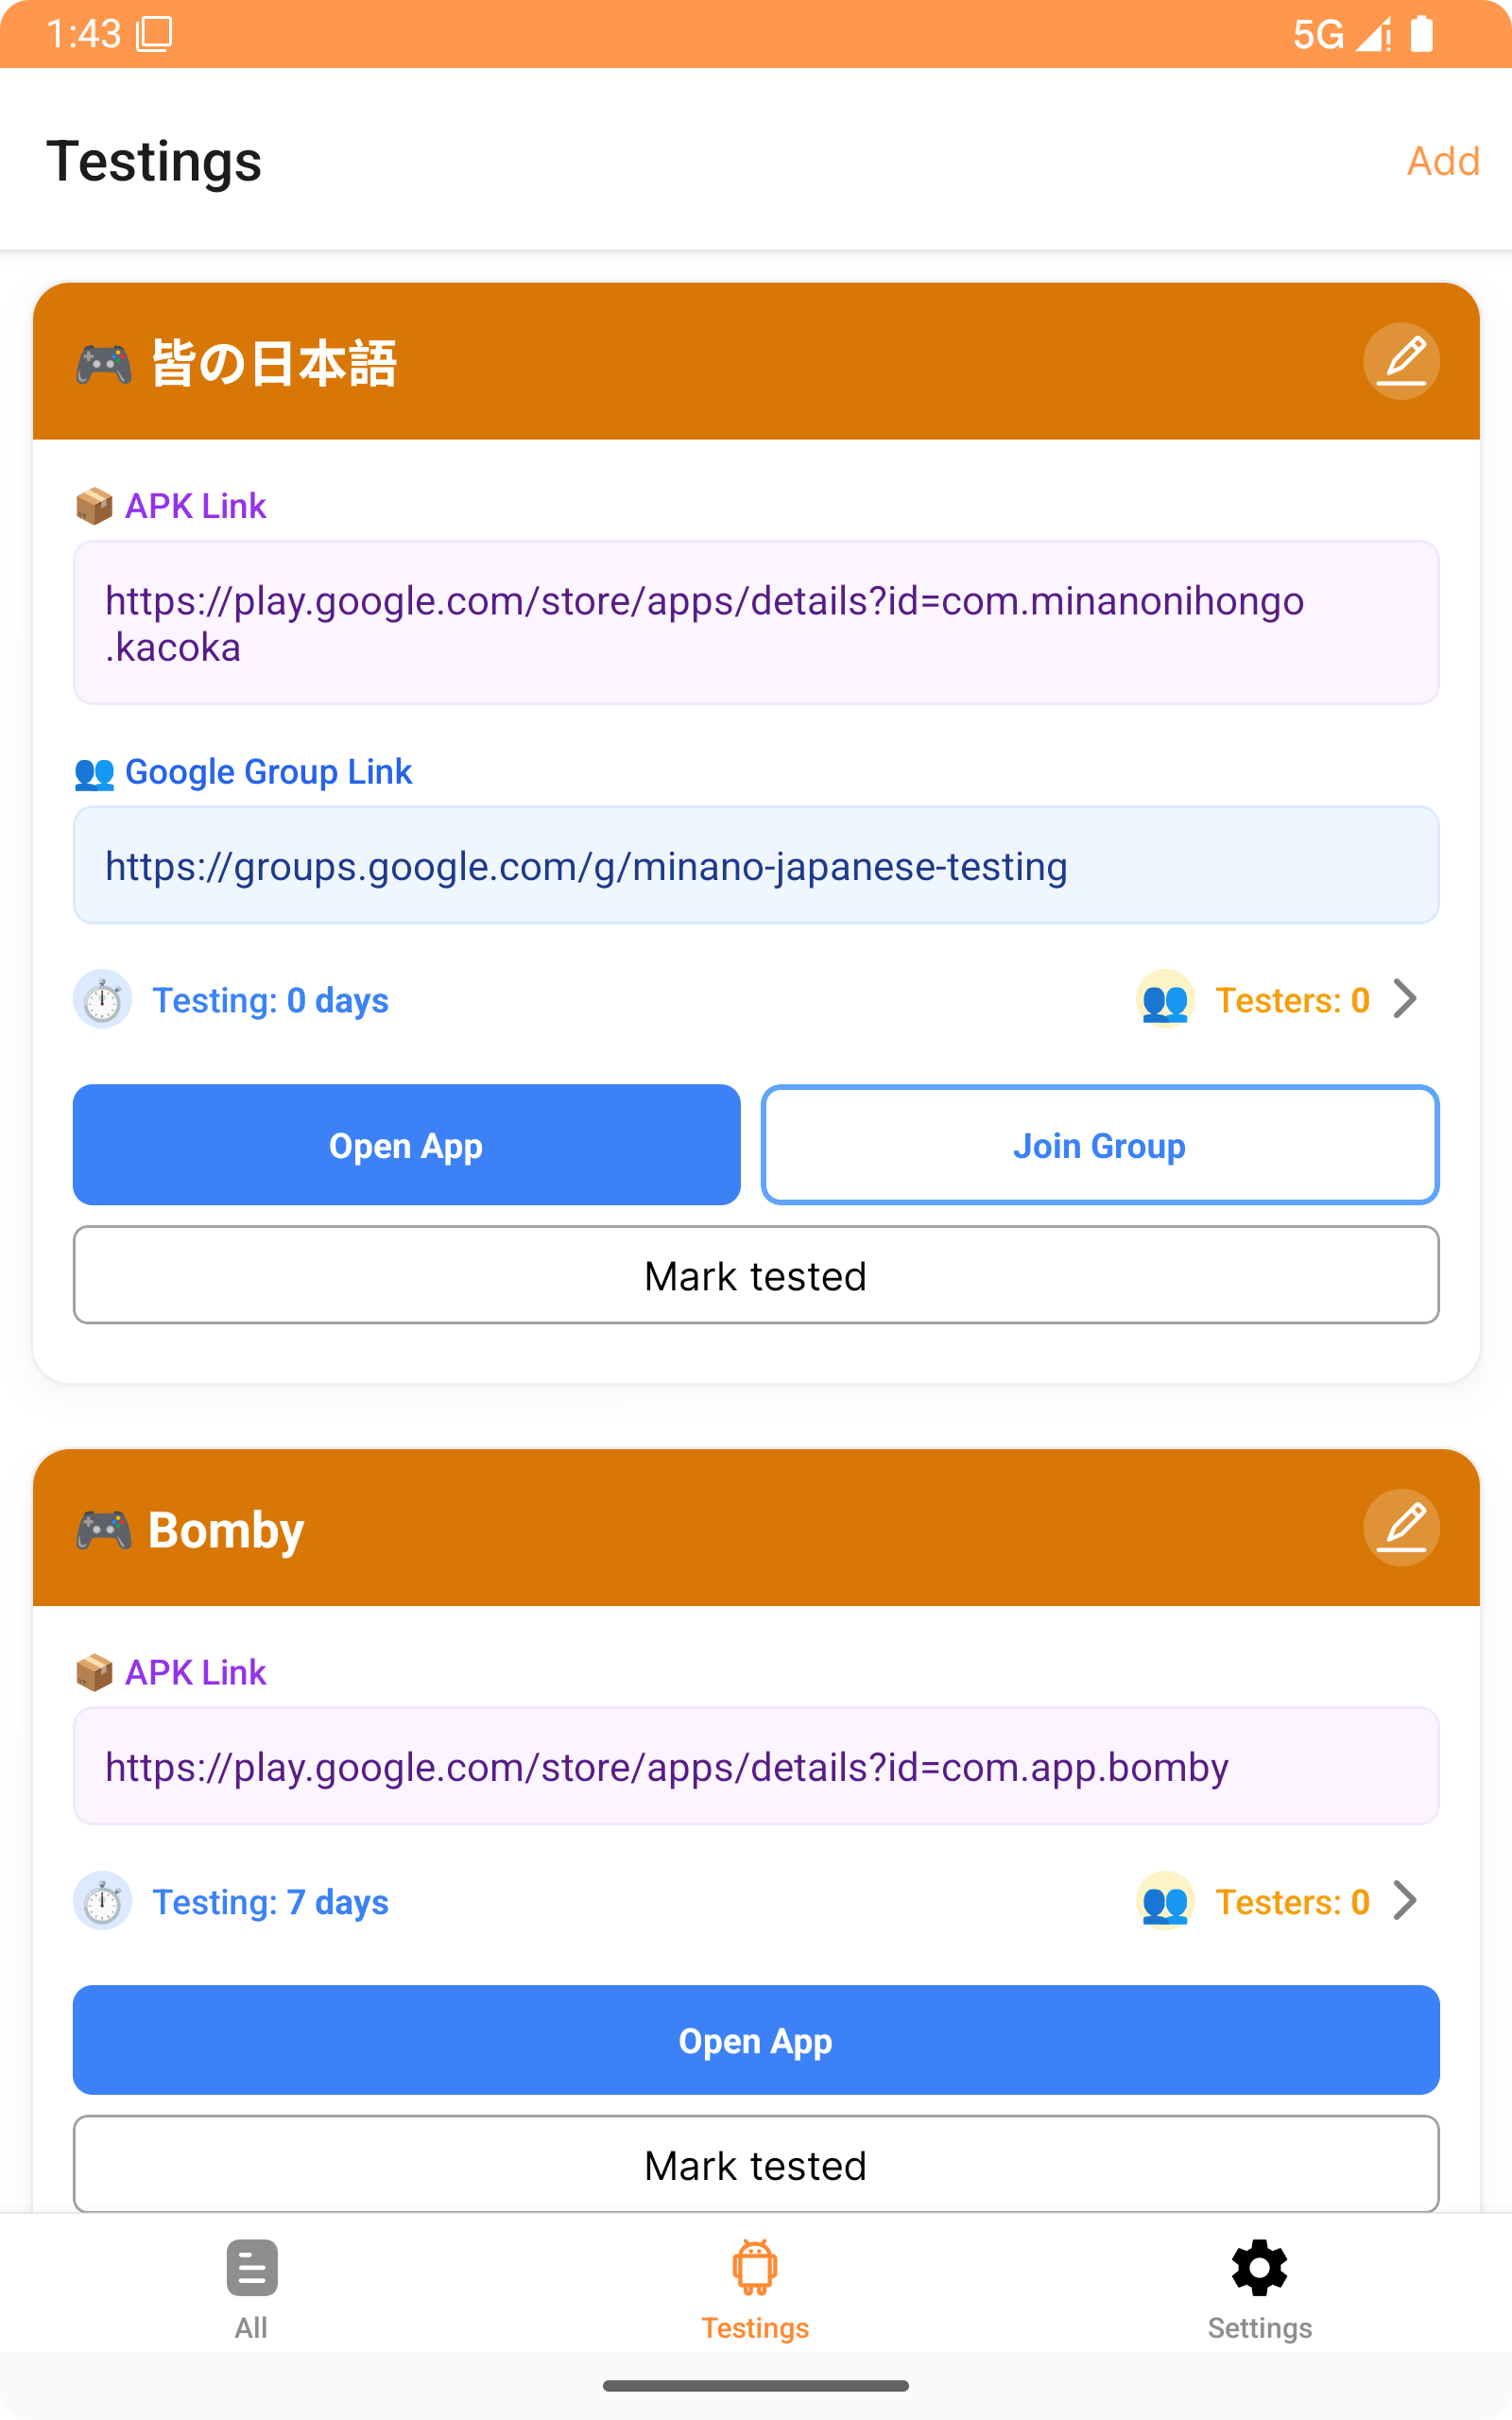 1:43
5G
Testings
Add
皆の日本語
APK Link
https://play.google.com/store/apps/details?id=com.minanonihongo
.kacoka
Google Group Link
https://groups.google.com/g/minano-japanese-testing
Testing: 0 days
Testers: 0
Open App
Join Group
Mark tested
Bomby
APK Link
https://play.google.com/store/apps/details?id=com.app.bomby
Testing: 7 days
Testers: 0
Open App
Mark tested
All
Testings
Settings